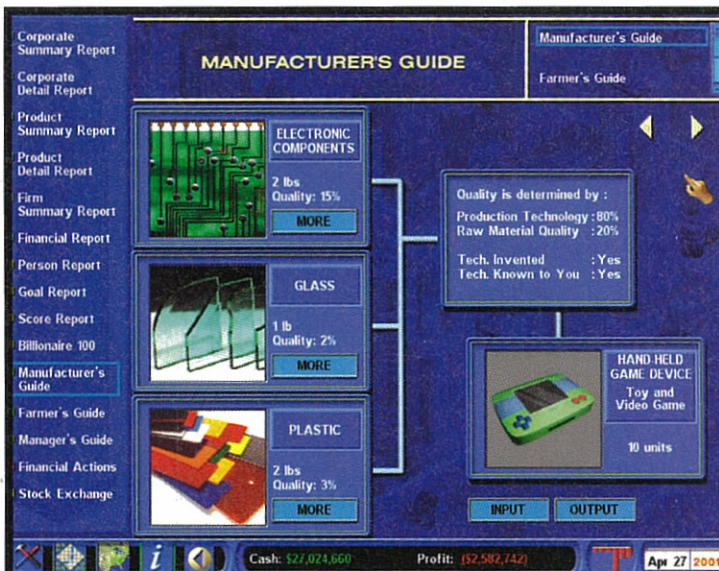 Corporate
Summary Report
Corporate
Detail Report
Product
Summary Report
Product
Detail Report
Firm
Summary Report
Financial Report
Person Report
Goal Report
Score Report
Billionaire 100
Manufacturer's
Guide
Farmer's Guide
Manager's Guide
Financial Actions
Stock Exchange
MANUFACTURER'S GUIDE
Manufacturer's Guide
Farmer's Guide
ELECTRONIC
COMPONENTS
2 lbs
Quality: 15%
MORE
GLASS
1 lb
Quality: 2%
MORE
PLASTIC
2 lbs
Quality: 3%
MORE
Quality is determined by :
Production Technology :80%
Raw Material Quality :20%
Tech. Invented :Yes
Tech. Known to You :Yes
HAND-HELD
GAME DEVICE
Toy and
Video Game
10 units
INPUT OUTPUT
i Cash: $27,024,660 Profit: ($2,582,742) Apr 27 2001